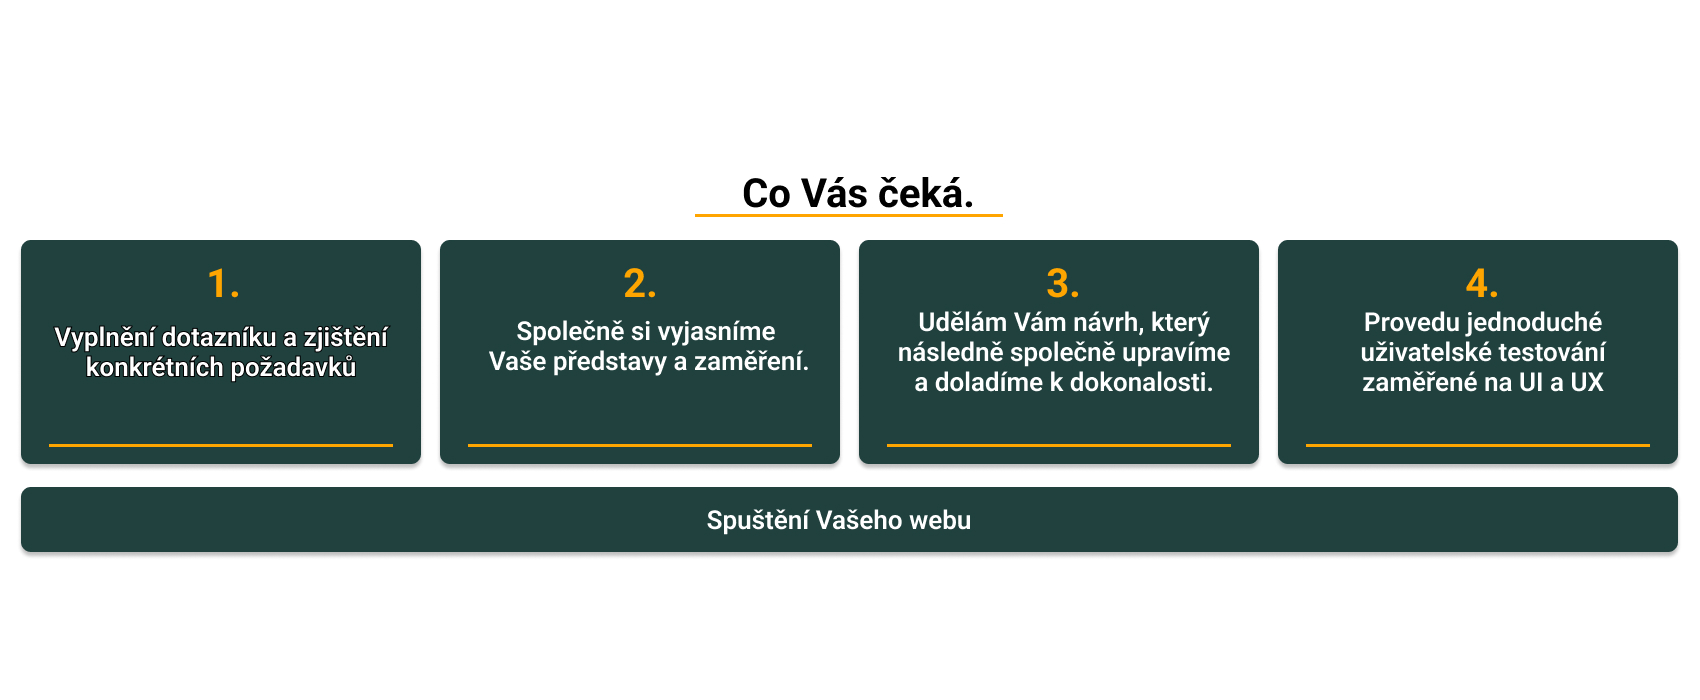 Co Vás čeká.
1.
Vyplnění dotazníku a zjištění
konkrétních požadavků
2.
Společně si vyjasníme
Vaše představy a zaměření.
3.
Udělám Vám návrh, který
následně společně upravíme
a doladíme k dokonalosti.
4.
Provedu jednoduché
uživatelské testování
zaměřené na UI a UX
Spuštění Vašeho webu